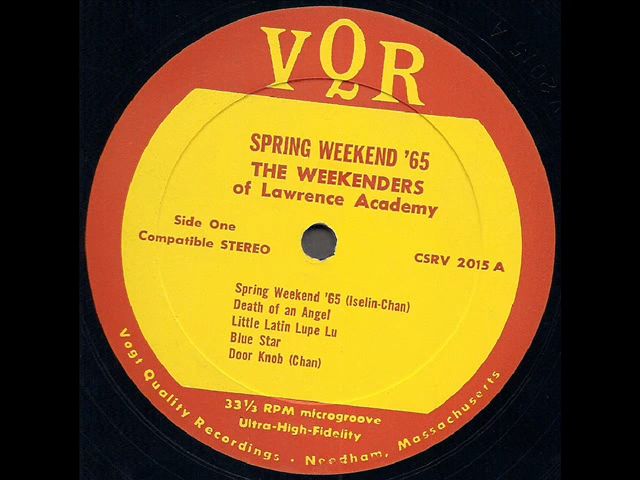 VQR
SPRING WEEKEND '65
THE WEEKENDERS
of Lawrence Academy
Side One
Compatible STEREO
CSRV 2015 A
Spring Weekend '65 (Iselin-Chan)
Death of an Angel
Little Latin Lupe Lu
Blue Star
Door Knob (Chan)
33⅓ RPM microgroove
Ultra-High-Fidelity
Vogt Quality Recordings · Needham, Massachusetts